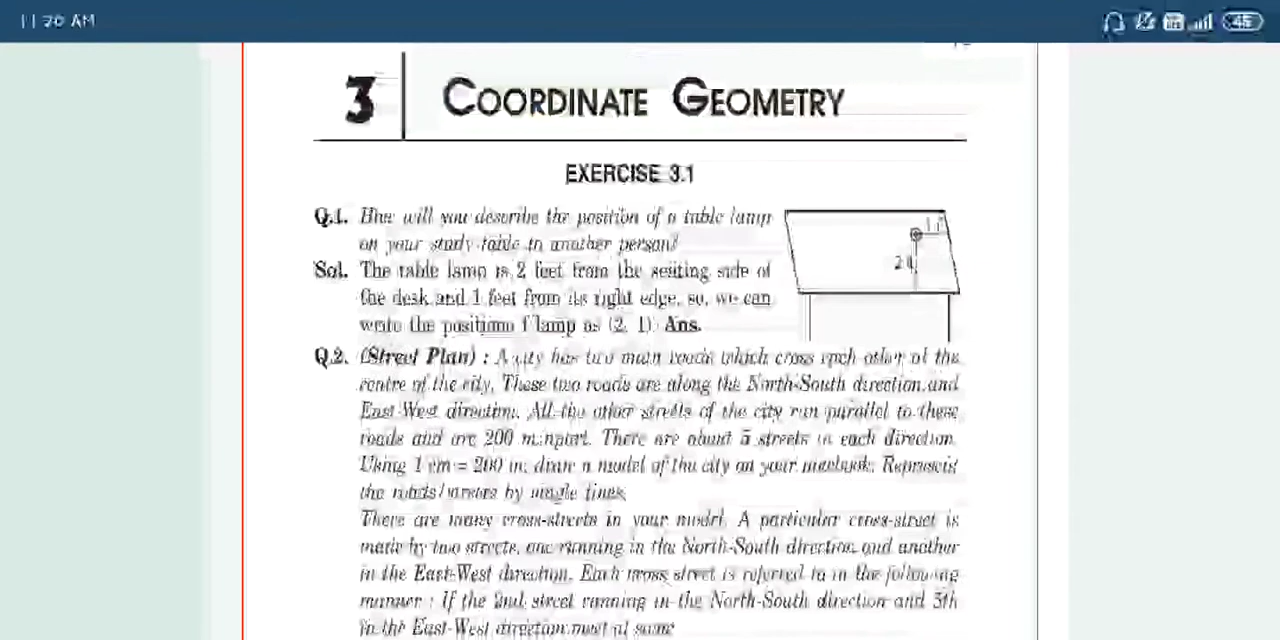 11 20 AM
45
3
COORDINATE GEOMETRY
EXERCISE 3.1
Q.1. How will you describe the position of a table lamp
on your study table to another person?
Sol. The table lamp is 2 feet from the seating side of
the desk and 1 feet from its right edge, so, we can
write the position f lamp as (2, 1). Ans.
Q.2. (Street Plan) : A city has two main roads which cross each other at the
centre of the city. These two roads are along the North-South direction and
East-West direction. All the other streets of the city run parallel to these
roads and are 200 m apart. There are about 5 streets in each direction.
Using 1 cm = 200 m, draw a model of the city on your notebook. Represent
the roads/streets by single lines.
There are many cross-streets in your model. A particular cross-street is
made by two streets, one running in the North-South direction and another
in the East-West direction. Each cross street is referred to in the following
manner : If the 2nd street running in the North-South direction and 5th
in the East-West direction meet at some